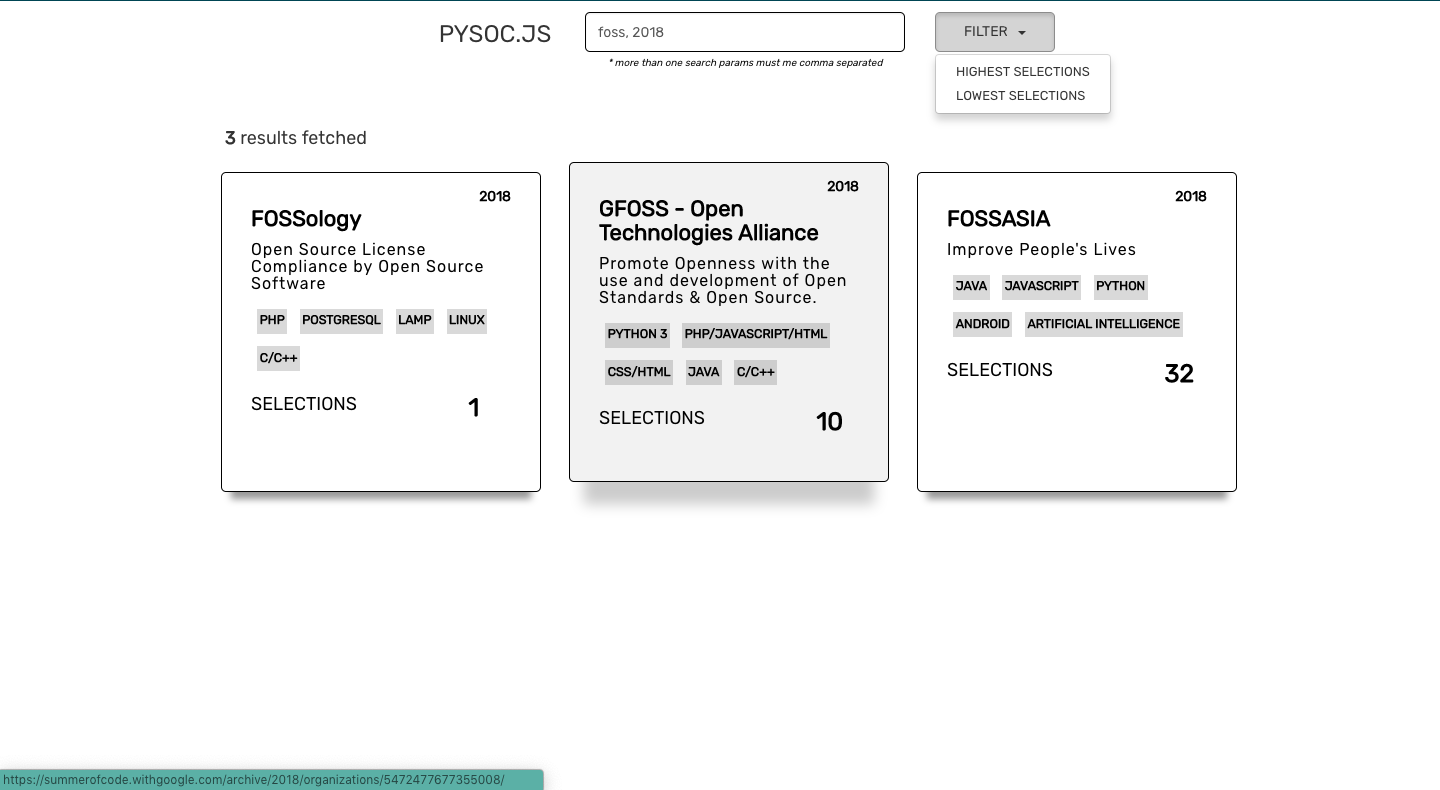 PYSOC.JS
foss, 2018
FILTER
* more than one search params must me comma separated
HIGHEST SELECTIONS
LOWEST SELECTIONS
3 results fetched
2018
FOSSology
Open Source License
Compliance by Open Source
Software
PHP POSTGRESQL LAMP LINUX
C/C++
SELECTIONS 1
2018
GFOSS - Open
Technologies Alliance
Promote Openness with the
use and development of Open
Standards & Open Source.
PYTHON 3 PHP/JAVASCRIPT/HTML
CSS/HTML JAVA C/C++
SELECTIONS 10
2018
FOSSASIA
Improve People's Lives
JAVA JAVASCRIPT PYTHON
ANDROID ARTIFICIAL INTELLIGENCE
SELECTIONS 32
https://summerofcode.withgoogle.com/archive/2018/organizations/5472477677355008/